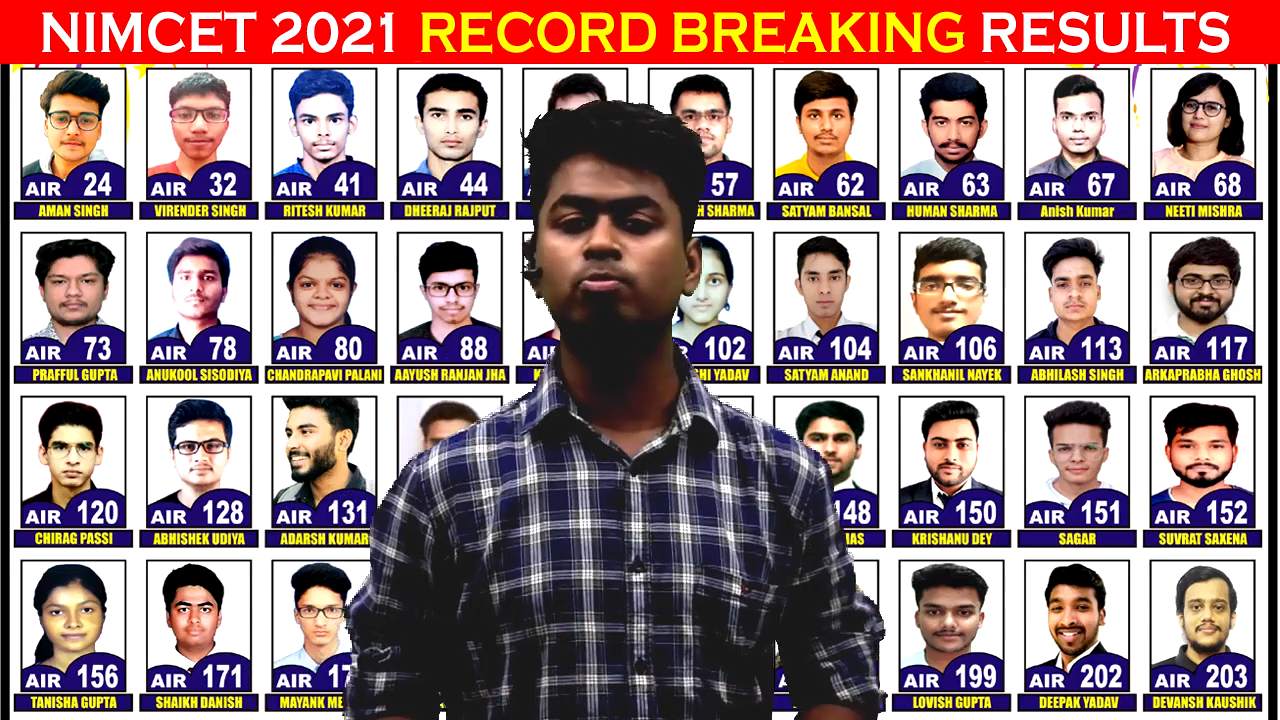 NIMCET 2021 RECORD BREAKING RESULTS
AIR 24 AIR 32 AIR 41 AIR 44 57 AIR 62 AIR 63 AIR 67 AIR 68
AMAN SINGH VIRENDER SINGH RITESH KUMAR DHEERAJ RAJPUT SHARMA SATYAM BANSAL HUMAN SHARMA Anish Kumar NEETI MISHRA
AIR 73 AIR 78 AIR 80 AIR 88 102 AIR 104 AIR 106 AIR 113 AIR 117
PRAFFUL GUPTA ANUKOOL SISODIYA CHANDRAPAVI PALANI AAYUSH RANJAN JHA YADAV SATYAM ANAND SANKHANIL NAYEK ABHILASH SINGH ARKAPRABHA GHOSH
AIR 120 AIR 128 AIR 131 AIR 150 AIR 151 AIR 152
CHIRAG PASSI ABHISHEK UDIYA ADARSH KUMAR KRISHANU DEY SAGAR SUVRAT SAXENA
AIR 156 AIR 171 AIR AIR 199 AIR 202 AIR 203
TANISHA GUPTA SHAIKH DANISH MAYANK LOVISH GUPTA DEEPAK YADAV DEVANSH KAUSHIK